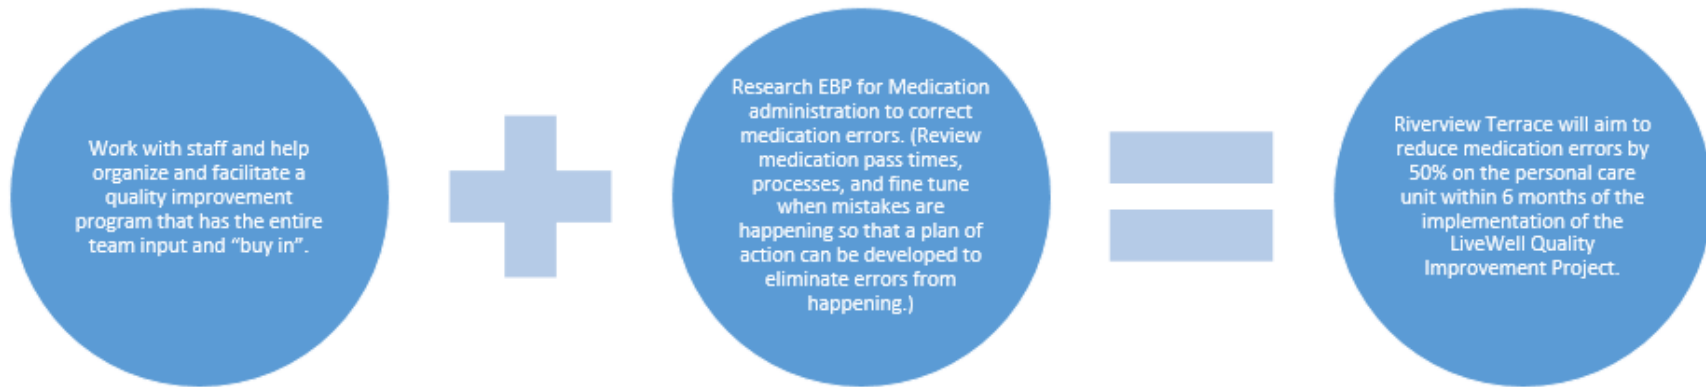 Work with staff and help
organize and facilitate a
quality improvement
program that has the entire
team input and “buy in”.
Research EBP for Medication
administration to correct
medication errors. (Review
medication pass times,
processes, and fine tune
when mistakes are
happening so that a plan of
action can be developed to
eliminate errors from
happening.)
Riverview Terrace will aim to
reduce medication errors by
50% on the personal care
unit within 6 months of the
implementation of the
LiveWell Quality
Improvement Project.